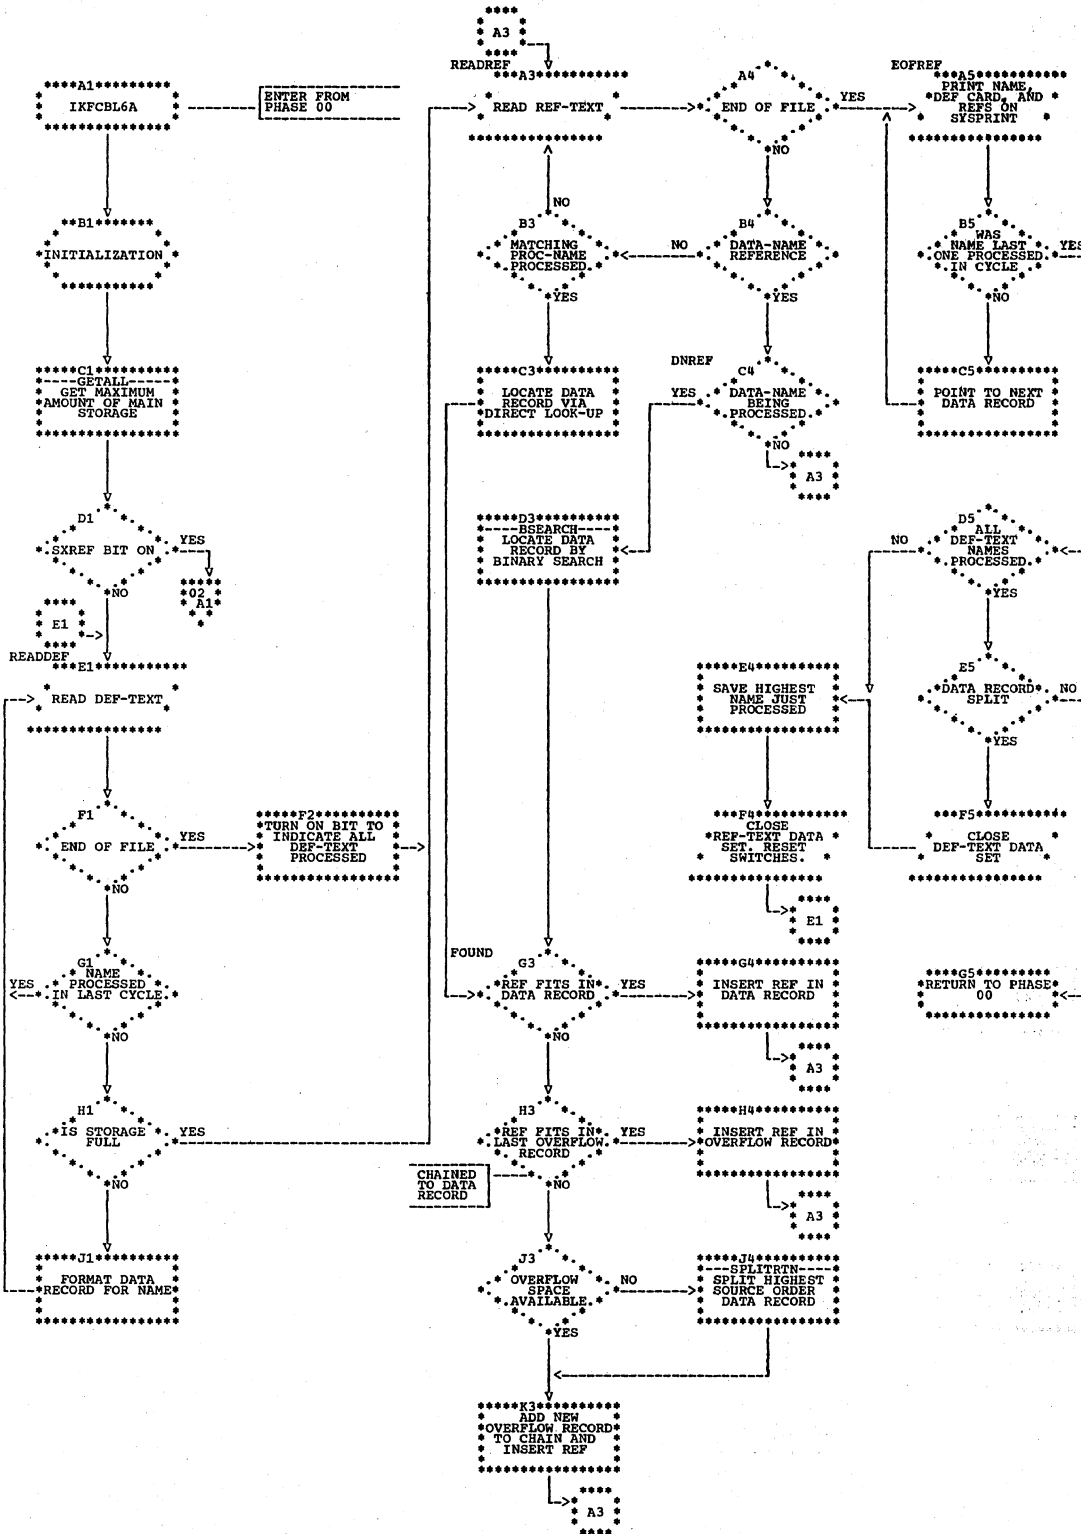 A1
IKFCBL6A
ENTER FROM
PHASE 00
B1
INITIALIZATION
C1
GETALL
GET MAXIMUM
AMOUNT OF MAIN
STORAGE
D1
SXREF BIT ON
YES
NO
02
A1
E1
READDEF
E1
READ DEF-TEXT
F1
END OF FILE
YES
NO
F2
TURN ON BIT TO
INDICATE ALL
DEF-TEXT
PROCESSED
G1
NAME
PROCESSED
IN LAST CYCLE
YES
NO
H1
IS STORAGE
FULL
YES
NO
J1
FORMAT DATA
RECORD FOR NAME
A3
READREF
A3
READ REF-TEXT
NO
B3
MATCHING
PROC-NAME
PROCESSED
YES
C3
LOCATE DATA
RECORD VIA
DIRECT LOOK-UP
D3
BSEARCH
LOCATE DATA
RECORD BY
BINARY SEARCH
FOUND
G3
REF FITS IN
DATA RECORD
YES
NO
H3
REF FITS IN
LAST OVERFLOW
RECORD
YES
NO
CHAINED
TO DATA
RECORD
J3
OVERFLOW
SPACE
AVAILABLE
NO
YES
K3
ADD NEW
OVERFLOW RECORD
TO CHAIN AND
INSERT REF
A3
A4
END OF FILE
YES
NO
B4
DATA-NAME
REFERENCE
NO
YES
DNREF
C4
DATA-NAME
BEING
PROCESSED
YES
NO
A3
E4
SAVE HIGHEST
NAME JUST
PROCESSED
F4
CLOSE
REF-TEXT DATA
SET. RESET
SWITCHES.
E1
G4
INSERT REF IN
DATA RECORD
A3
H4
INSERT REF IN
OVERFLOW RECORD
A3
J4
SPLITRTN
SPLIT HIGHEST
SOURCE ORDER
DATA RECORD
EOFREF
A5
PRINT NAME,
DEF CARD, AND
REFS ON
SYSPRINT
B5
WAS
NAME LAST
ONE PROCESSED
IN CYCLE
YES
NO
C5
POINT TO NEXT
DATA RECORD
D5
ALL
DEF-TEXT
NAMES
PROCESSED
NO
YES
E5
DATA RECORD
SPLIT
NO
YES
F5
CLOSE
DEF-TEXT DATA
SET
G5
RETURN TO PHASE
00